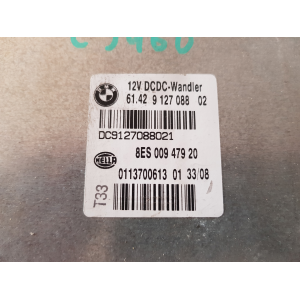 12V DCDC-Wandler
61.42 9 127 088 02
DC9127088021
8ES 009 479 20
HELLA
0113700613 01 33/08
T33